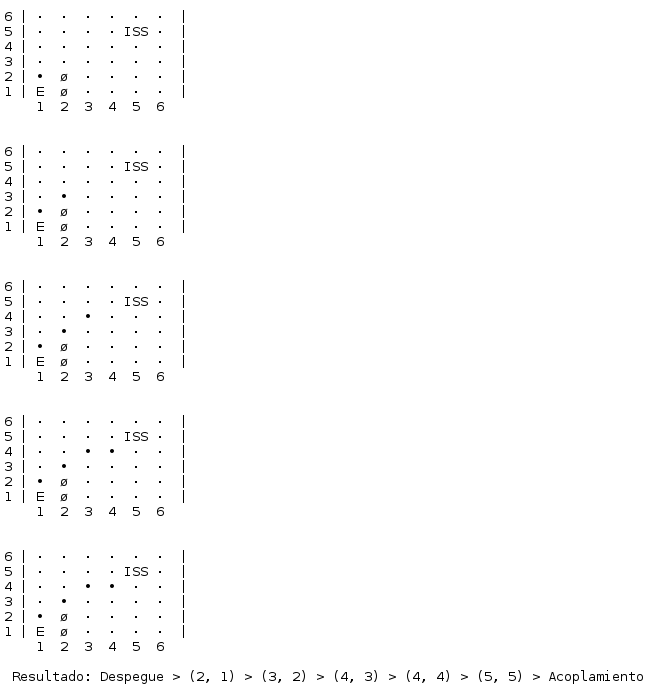 6 | · · · · · · |
5 | · · · · ISS · |
4 | · · · · · · |
3 | · · · · · · |
2 | • ø · · · · |
1 | E ø · · · · |
1 2 3 4 5 6
6 | · · · · · · |
5 | · · · · ISS · |
4 | · · · · · · |
3 | · • · · · · |
2 | • ø · · · · |
1 | E ø · · · · |
1 2 3 4 5 6
6 | · · · · · · |
5 | · · · · ISS · |
4 | · · • · · · |
3 | · • · · · · |
2 | • ø · · · · |
1 | E ø · · · · |
1 2 3 4 5 6
6 | · · · · · · |
5 | · · · · ISS · |
4 | · · • • · · |
3 | · • · · · · |
2 | • ø · · · · |
1 | E ø · · · · |
1 2 3 4 5 6
6 | · · · · · · |
5 | · · · · ISS · |
4 | · · • • · · |
3 | · • · · · · |
2 | • ø · · · · |
1 | E ø · · · · |
1 2 3 4 5 6
Resultado: Despegue > (2, 1) > (3, 2) > (4, 3) > (4, 4) > (5, 5) > Acoplamiento